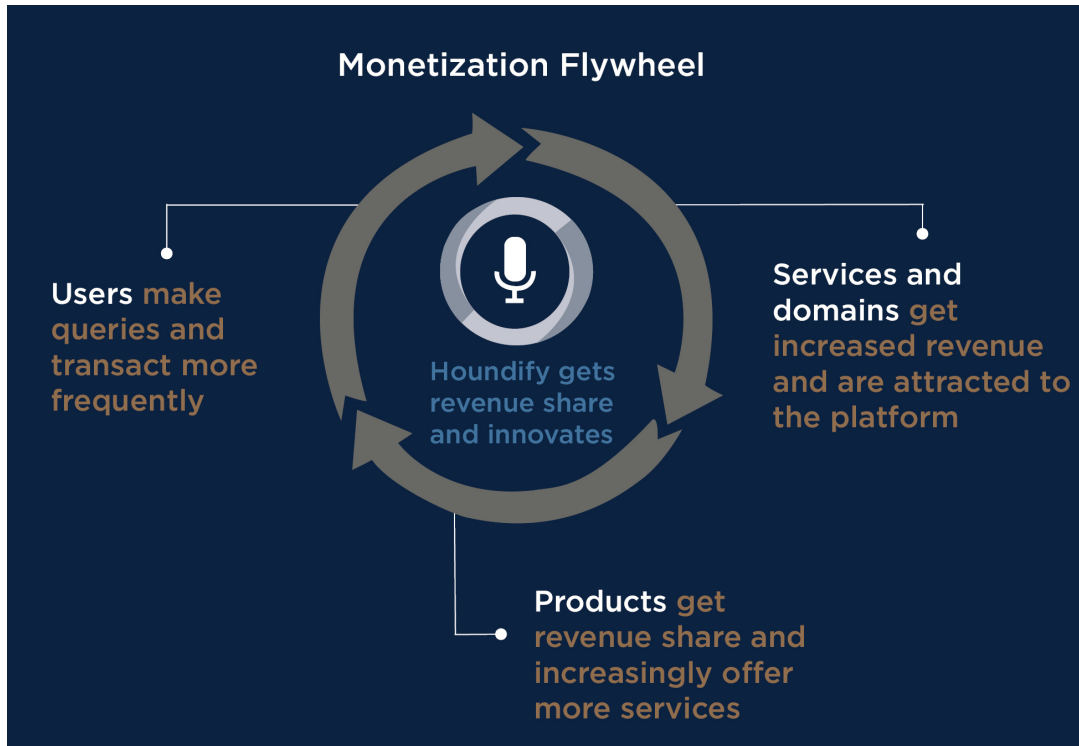 Monetization Flywheel
Users make
queries and
transact more
frequently
Houndify gets
revenue share
and innovates
Services and
domains get
increased revenue
and are attracted to
the platform
Products get
revenue share and
increasingly offer
more services